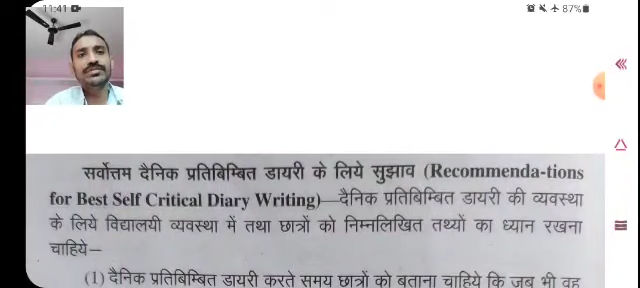 11:41
87%
सर्वोत्तम दैनिक प्रतिबिम्बित डायरी के लिये सुझाव (Recommenda-tions
for Best Self Critical Diary Writing)—दैनिक प्रतिबिम्बित डायरी की व्यवस्था
के लिये विद्यालयी व्यवस्था में तथा छात्रों को निम्नलिखित तथ्यों का ध्यान रखना
चाहिये—
(1) दैनिक प्रतिबिम्बित डायरी करते समय छात्रों को बताना चाहिये कि जब भी वह